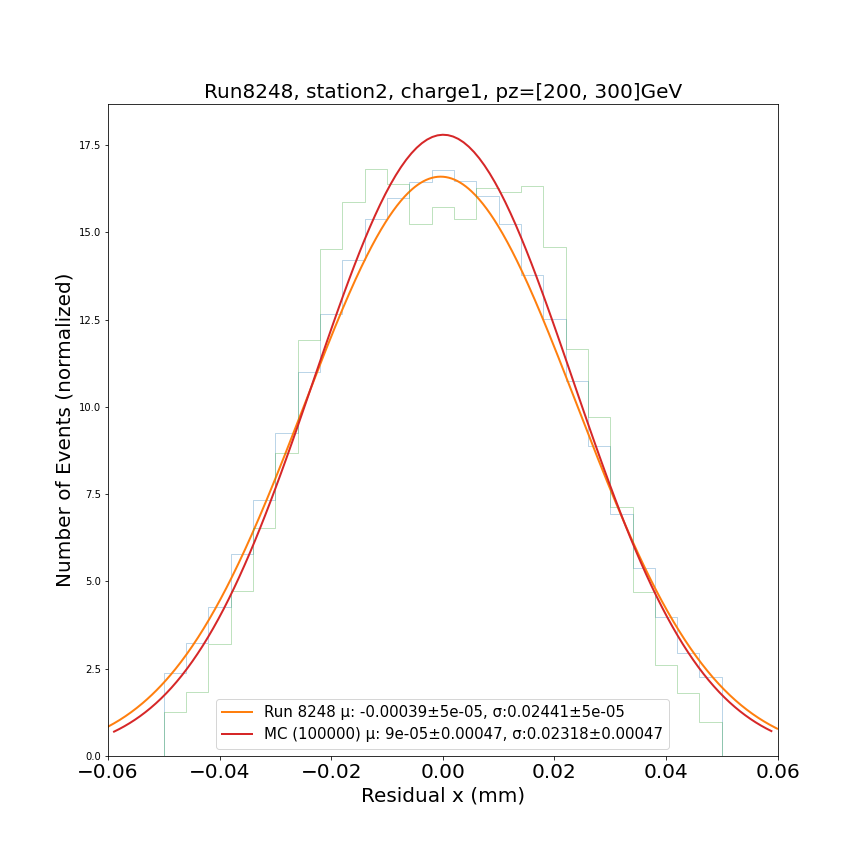 Run8248, station2, charge1, pz=[200, 300]GeV
Number of Events (normalized)
17.5
15.0
12.5
10.0
7.5
5.0
2.5
0.0
Run 8248 μ: -0.00039±5e-05, σ:0.02441±5e-05
MC (100000) μ: 9e-05±0.00047, σ:0.02318±0.00047
−0.06 −0.04 −0.02 0.00 0.02 0.04 0.06
Residual x (mm)